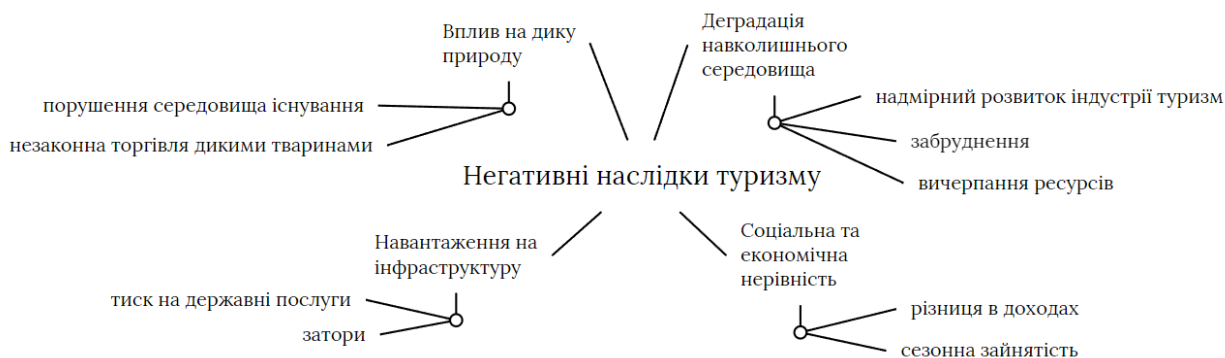 Вплив на дику
природу
порушення середовища існування
незаконна торгівля дикими тваринами
Деградація
навколишнього
середовища
надмірний розвиток індустрії туризм
забруднення
вичерпання ресурсів
Негативні наслідки туризму
Навантаження на
інфраструктуру
тиск на державні послуги
затори
Соціальна та
економічна
нерівність
різниця в доходах
сезонна зайнятість